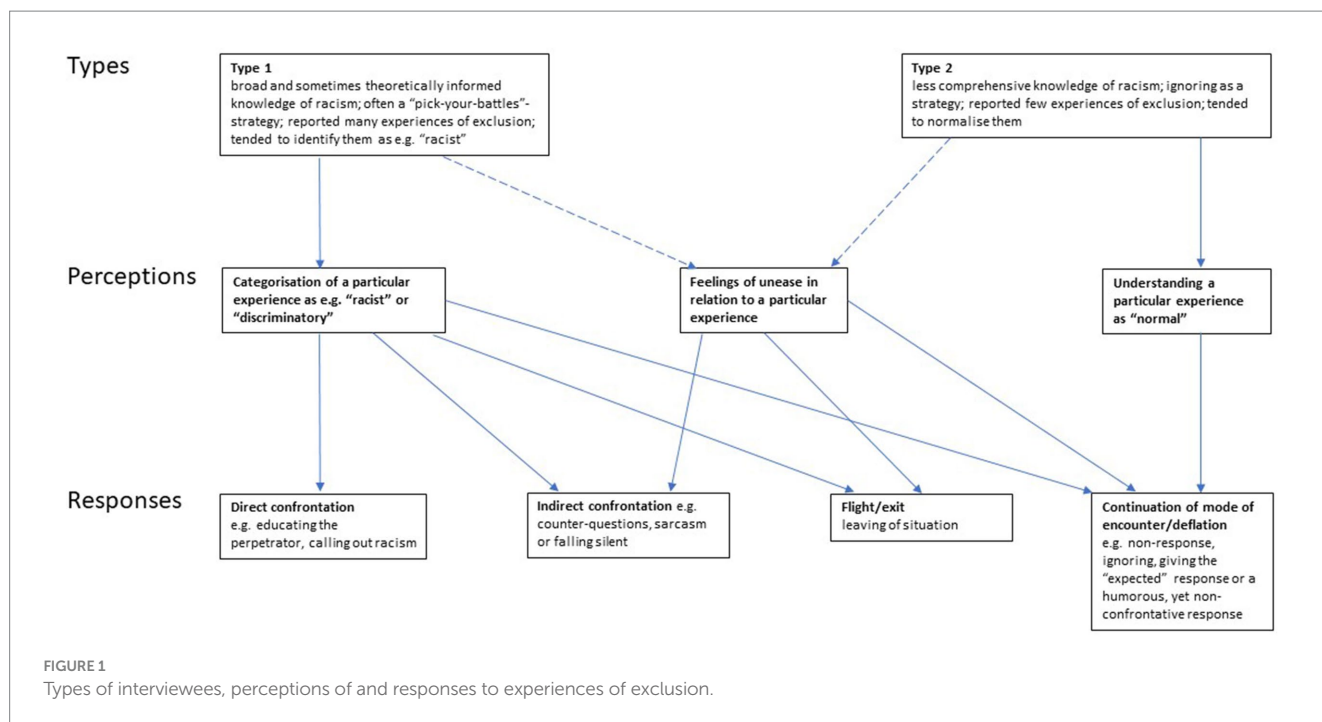 Types
Type 1
broad and sometimes theoretically informed
knowledge of racism; often a “pick-your-battles”-
strategy; reported many experiences of exclusion;
tended to identify them as e.g. “racist”
Type 2
less comprehensive knowledge of racism; ignoring as a
strategy; reported few experiences of exclusion; tended
to normalise them
Perceptions
Categorisation of a particular
experience as e.g. “racist” or
“discriminatory”
Feelings of unease in
relation to a particular
experience
Understanding a
particular experience
as “normal”
Responses
Direct confrontation
e.g. educating the
perpetrator, calling out racism
Indirect confrontation e.g.
counter-questions, sarcasm
or falling silent
Flight/exit
leaving of situation
Continuation of mode of
encounter/deflation
e.g. non-response,
ignoring, giving the
“expected” response or a
humorous, yet non-
confrontative response
FIGURE 1
Types of interviewees, perceptions of and responses to experiences of exclusion.